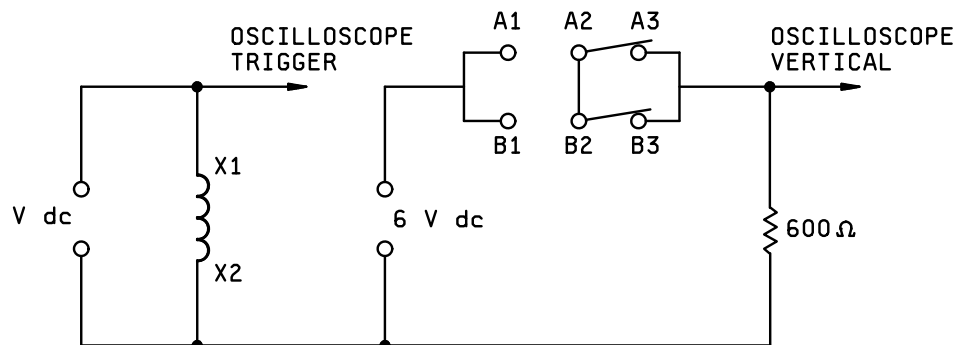 A1 A2 A3
OSCILLOSCOPE
TRIGGER
OSCILLOSCOPE
VERTICAL
B1 B2 B3
X1
V dc
6 V dc
600Ω
X2